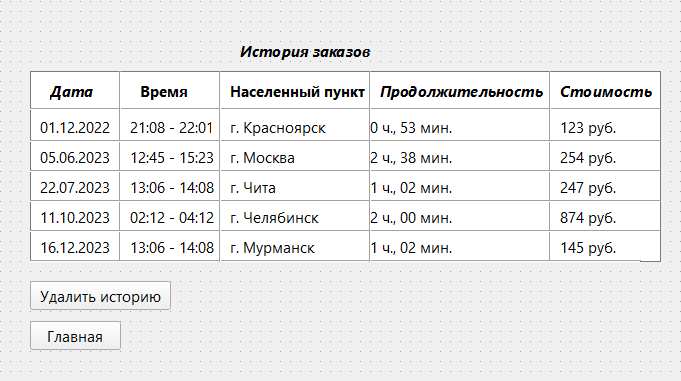 История заказов
Дата Время Населенный пункт Продолжительность Стоимость
01.12.2022 21:08 - 22:01 г. Красноярск 0 ч., 53 мин. 123 руб.
05.06.2023 12:45 - 15:23 г. Москва 2 ч., 38 мин. 254 руб.
22.07.2023 13:06 - 14:08 г. Чита 1 ч., 02 мин. 247 руб.
11.10.2023 02:12 - 04:12 г. Челябинск 2 ч., 00 мин. 874 руб.
16.12.2023 13:06 - 14:08 г. Мурманск 1 ч., 02 мин. 145 руб.
Удалить историю
Главная